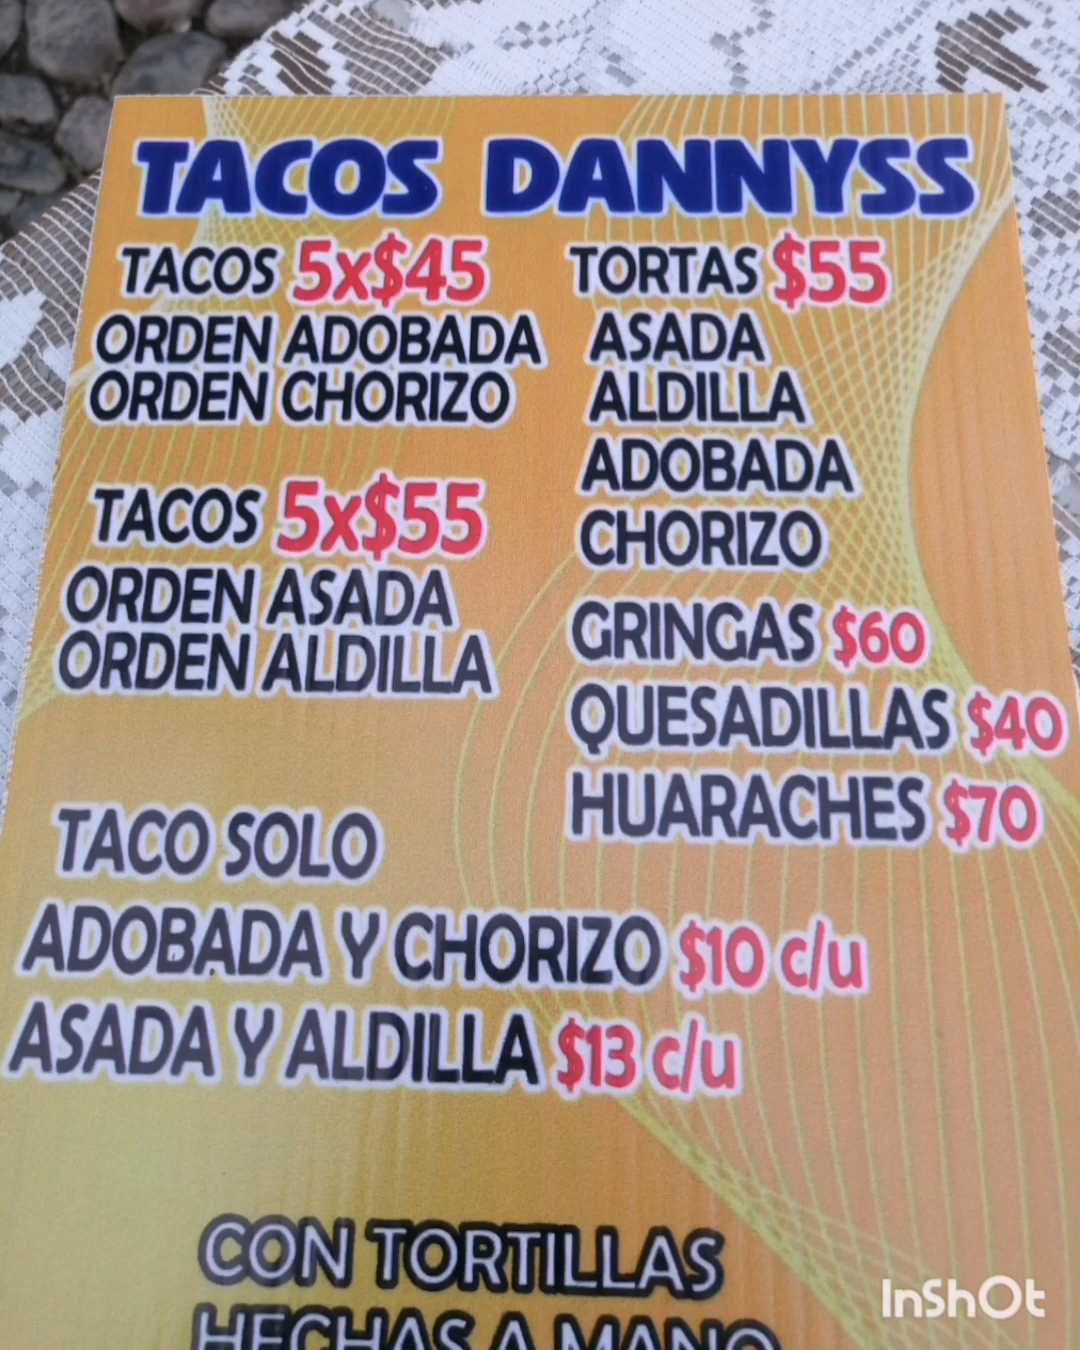 TACOS DANNYSS
TACOS 5x$45
ORDEN ADOBADA
ORDEN CHORIZO
TACOS 5x$55
ORDEN ASADA
ORDEN ALDILLA
TORTAS $55
ASADA
ALDILLA
ADOBADA
CHORIZO
GRINGAS $60
QUESADILLAS $40
HUARACHES $70
TACO SOLO
ADOBADA Y CHORIZO $10 c/u
ASADA Y ALDILLA $13 c/u
CON TORTILLAS
HECHAS A MANO
InShOt